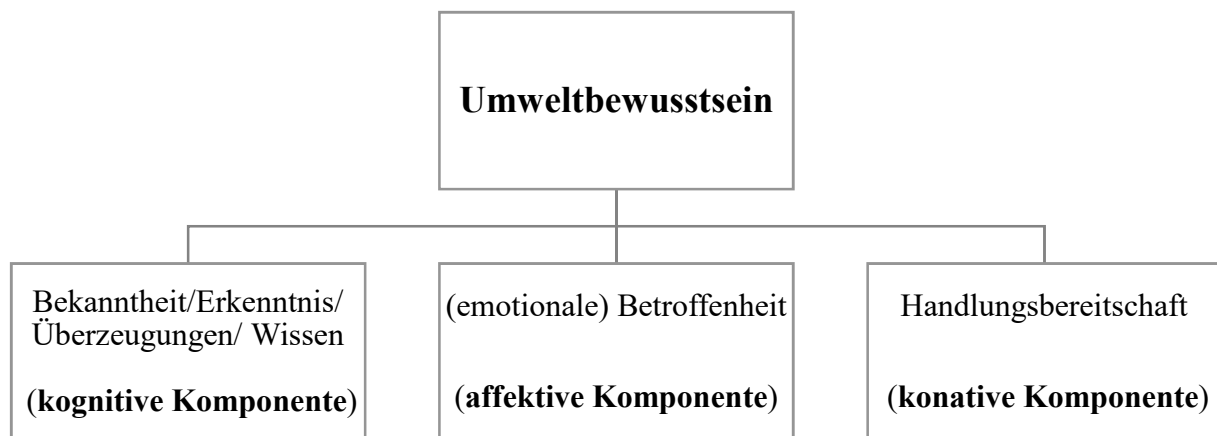 Umweltbewusstsein
Bekanntheit/Erkenntnis/
Überzeugungen/ Wissen
(kognitive Komponente)
(emotionale) Betroffenheit
(affektive Komponente)
Handlungsbereitschaft
(konative Komponente)